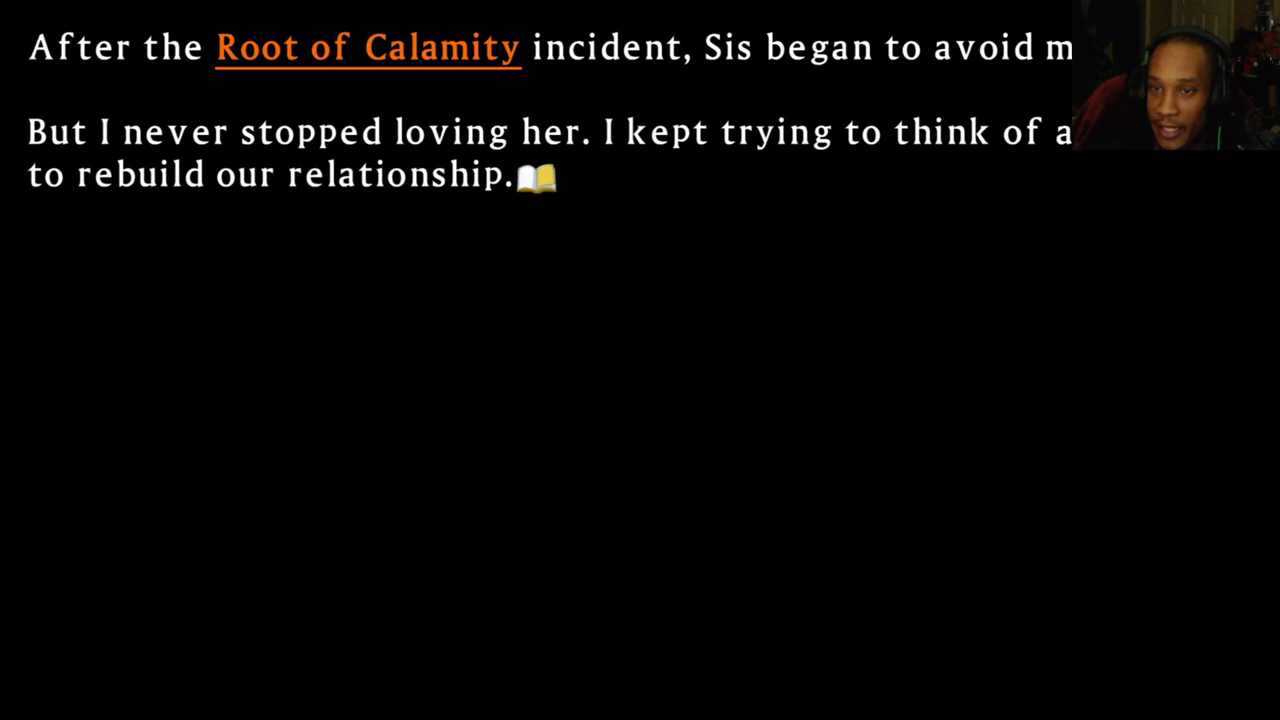 After the Root of Calamity incident, Sis began to avoid
But I never stopped loving her. I kept trying to think of
to rebuild our relationship.